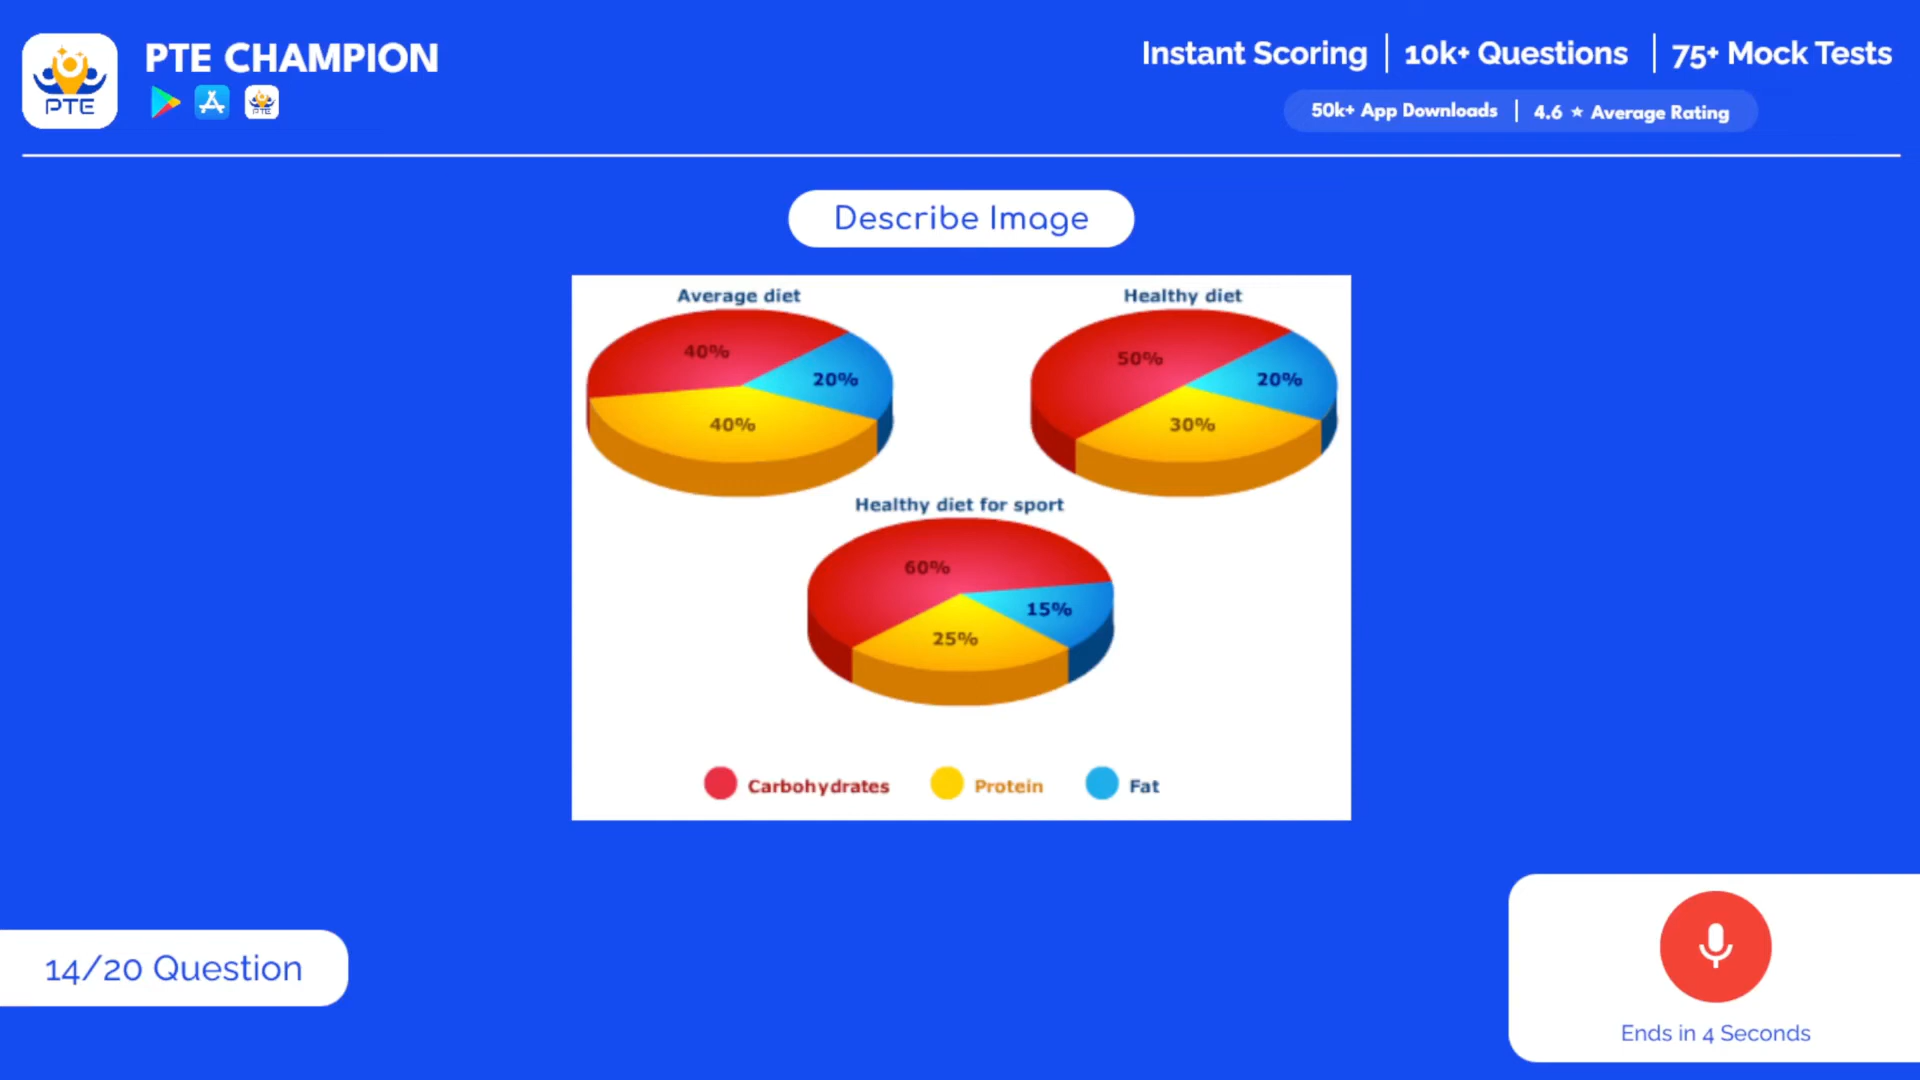 PTE CHAMPION
PTE
PTE
Instant Scoring | 10k+ Questions | 75+ Mock Tests
50k+ App Downloads | 4.6 ★ Average Rating
Describe Image
Average diet
40%
20%
40%
Healthy diet
50%
20%
30%
Healthy diet for sport
60%
15%
25%
Carbohydrates Protein Fat
14/20 Question
Ends in 4 Seconds